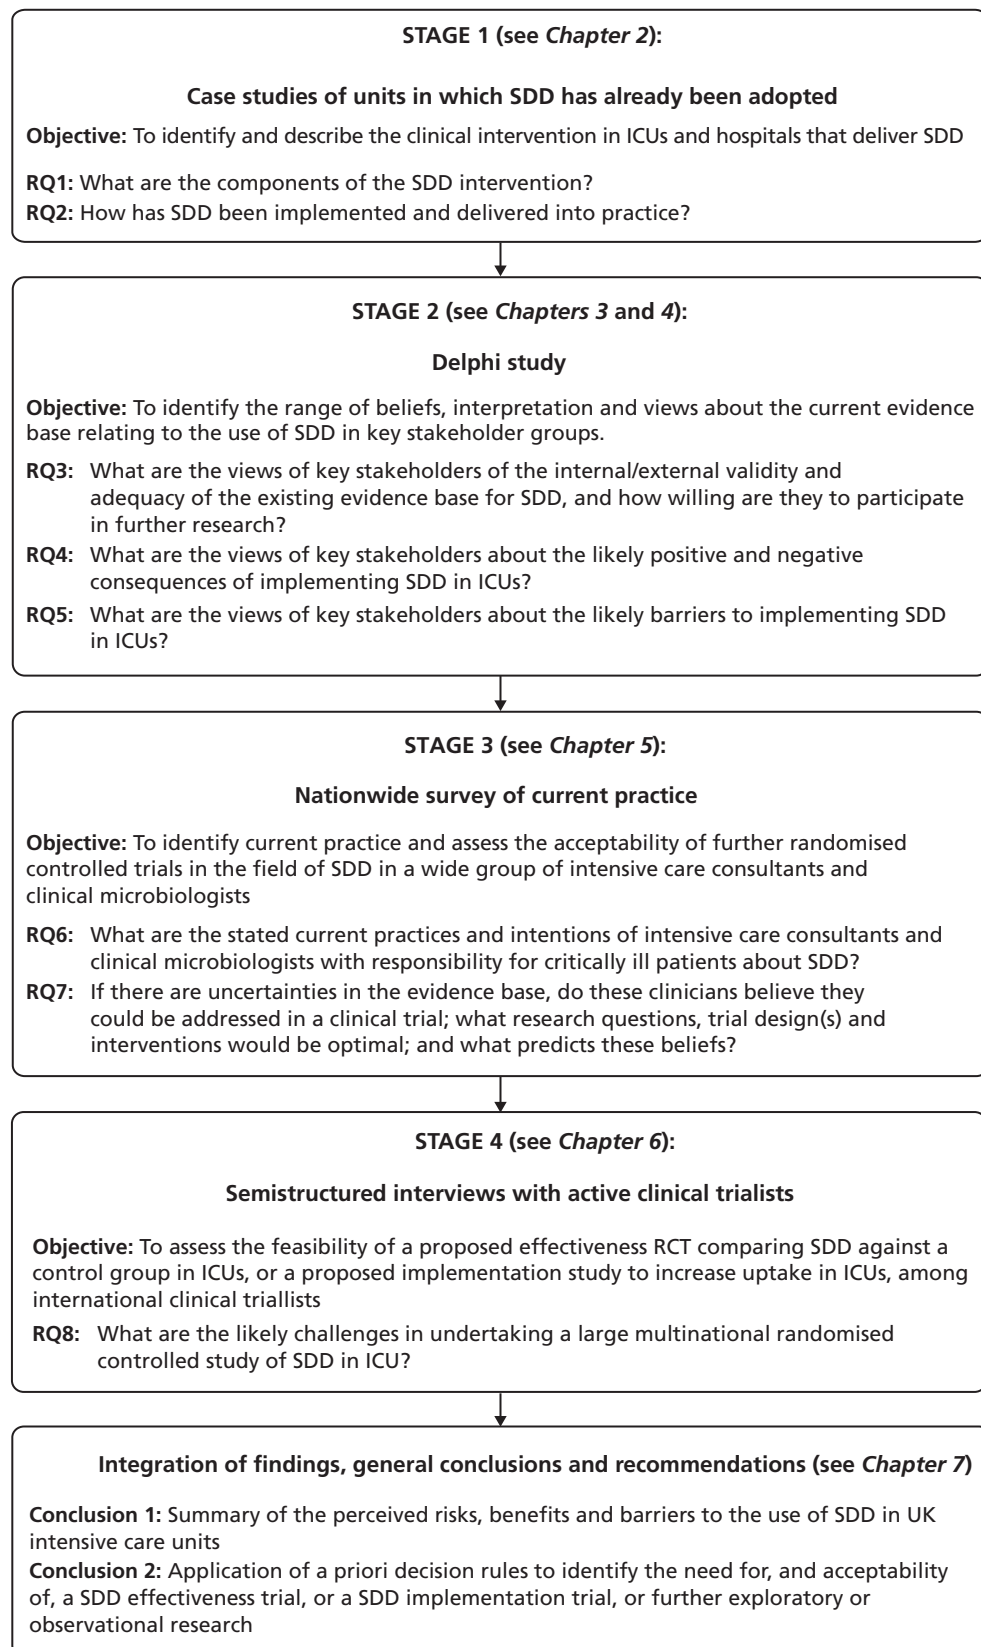 STAGE 1 (see Chapter 2):
Case studies of units in which SDD has already been adopted
Objective: To identify and describe the clinical intervention in ICUs and hospitals that deliver SDD
RQ1: What are the components of the SDD intervention?
RQ2: How has SDD been implemented and delivered into practice?
STAGE 2 (see Chapters 3 and 4):
Delphi study
Objective: To identify the range of beliefs, interpretation and views about the current evidence
base relating to the use of SDD in key stakeholder groups.
RQ3: What are the views of key stakeholders of the internal/external validity and
adequacy of the existing evidence base for SDD, and how willing are they to participate
in further research?
RQ4: What are the views of key stakeholders about the likely positive and negative
consequences of implementing SDD in ICUs?
RQ5: What are the views of key stakeholders about the likely barriers to implementing SDD
in ICUs?
STAGE 3 (see Chapter 5):
Nationwide survey of current practice
Objective: To identify current practice and assess the acceptability of further randomised
controlled trials in the field of SDD in a wide group of intensive care consultants and
clinical microbiologists
RQ6: What are the stated current practices and intentions of intensive care consultants and
clinical microbiologists with responsibility for critically ill patients about SDD?
RQ7: If there are uncertainties in the evidence base, do these clinicians believe they
could be addressed in a clinical trial; what research questions, trial design(s) and
interventions would be optimal; and what predicts these beliefs?
STAGE 4 (see Chapter 6):
Semistructured interviews with active clinical trialists
Objective: To assess the feasibility of a proposed effectiveness RCT comparing SDD against a
control group in ICUs, or a proposed implementation study to increase uptake in ICUs, among
international clinical triallists
RQ8: What are the likely challenges in undertaking a large multinational randomised
controlled study of SDD in ICU?
Integration of findings, general conclusions and recommendations (see Chapter 7)
Conclusion 1: Summary of the perceived risks, benefits and barriers to the use of SDD in UK
intensive care units
Conclusion 2: Application of a priori decision rules to identify the need for, and acceptability
of, a SDD effectiveness trial, or a SDD implementation trial, or further exploratory or
observational research